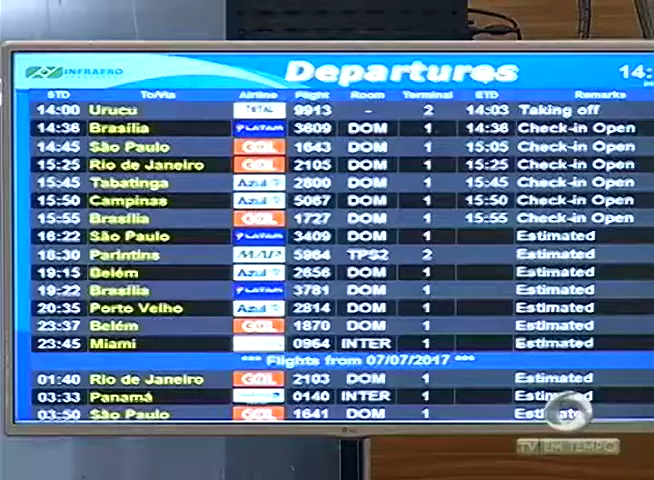 INFRAERO Departures 14:
STD To/Via Airline Flight Room Terminal ETD Remarks
14:00 Urucu TOTAL 9913 - 2 14:03 Taking off
14:36 Brasília LATAM 3609 DOM 1 14:36 Check-in Open
14:45 São Paulo GOL 1643 DOM 1 15:05 Check-in Open
15:25 Rio de Janeiro GOL 2105 DOM 1 15:25 Check-in Open
15:45 Tabatinga Azul 2800 DOM 1 15:45 Check-in Open
15:50 Campinas Azul 5067 DOM 1 15:50 Check-in Open
15:55 Brasília GOL 1727 DOM 1 15:55 Check-in Open
16:22 São Paulo LATAM 3409 DOM 1 Estimated
18:30 Parintins MAP 5964 TPS2 2 Estimated
19:15 Belém Azul 2656 DOM 1 Estimated
19:22 Brasília LATAM 3781 DOM 1 Estimated
20:35 Porto Velho Azul 2814 DOM 1 Estimated
23:37 Belém GOL 1870 DOM 1 Estimated
23:45 Miami 0964 INTER 1 Estimated
*** Flights from 07/07/2017 ***
01:40 Rio de Janeiro GOL 2103 DOM 1 Estimated
03:33 Panamá 0140 INTER 1 Estimated
03:50 São Paulo GOL 1641 DOM 1 Estimated
LG
TV EM TEMPO